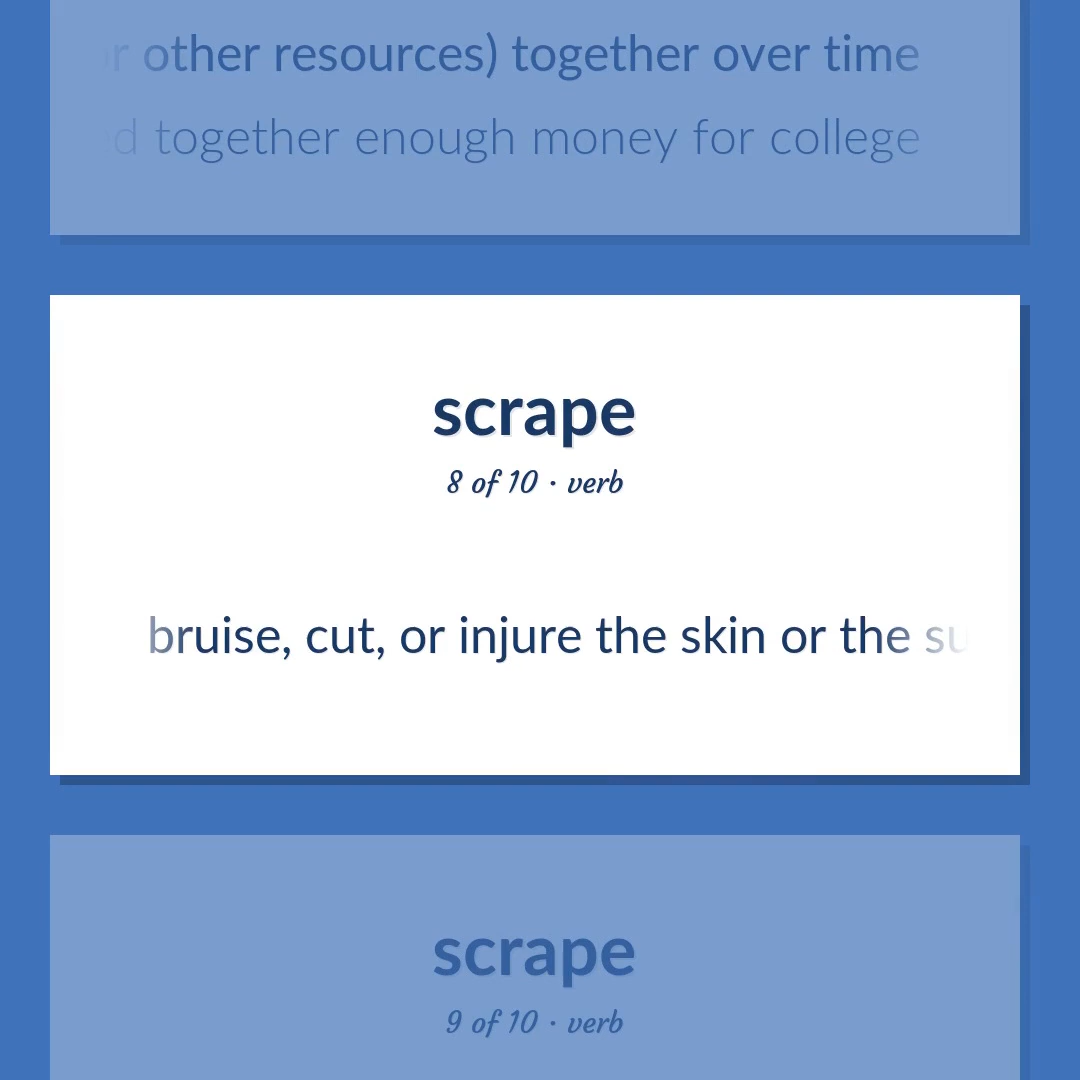 other resources) together over time
together enough money for college
scrape
8 of 10 · verb
bruise, cut, or injure the skin or the
scrape
9 of 10 · verb